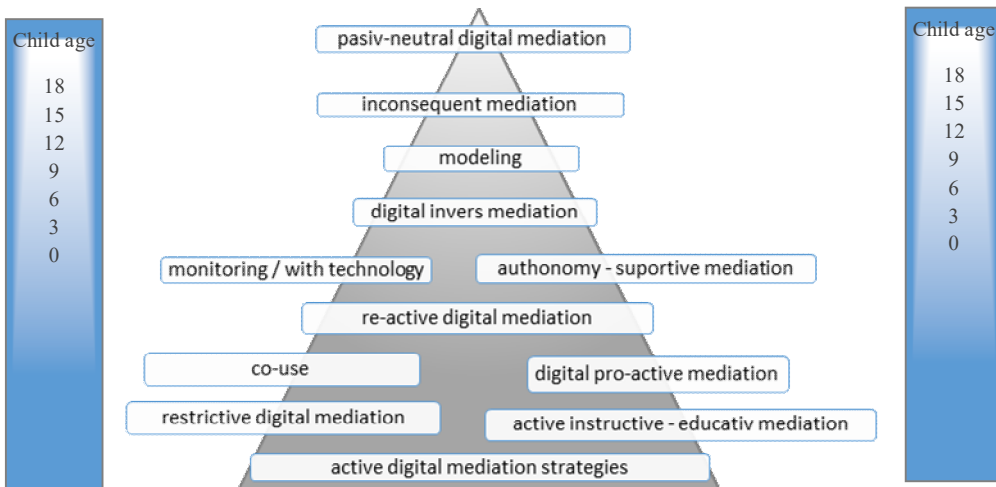 Child age
18
15
12
9
6
3
0
pasiv-neutral digital mediation
inconsequent mediation
modeling
digital invers mediation
monitoring / with technology
authonomy - suportive mediation
re-active digital mediation
co-use
digital pro-active mediation
restrictive digital mediation
active instructive - educativ mediation
active digital mediation strategies
Child age
18
15
12
9
6
3
0